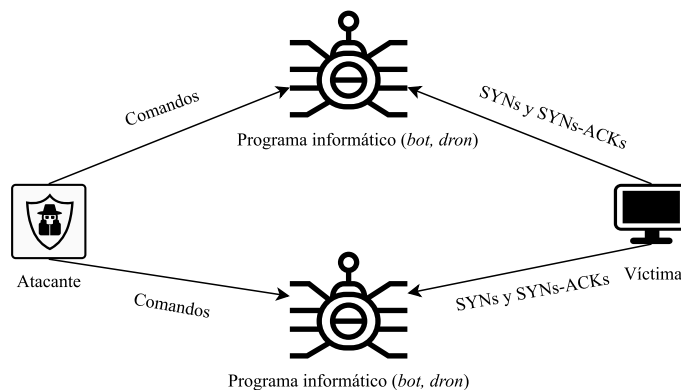 Comandos
SYNs y SYNs-ACKs
Programa informático (bot, dron)
Atacante
Víctima
Comandos
SYNs y SYNs-ACKs
Programa informático (bot, dron)